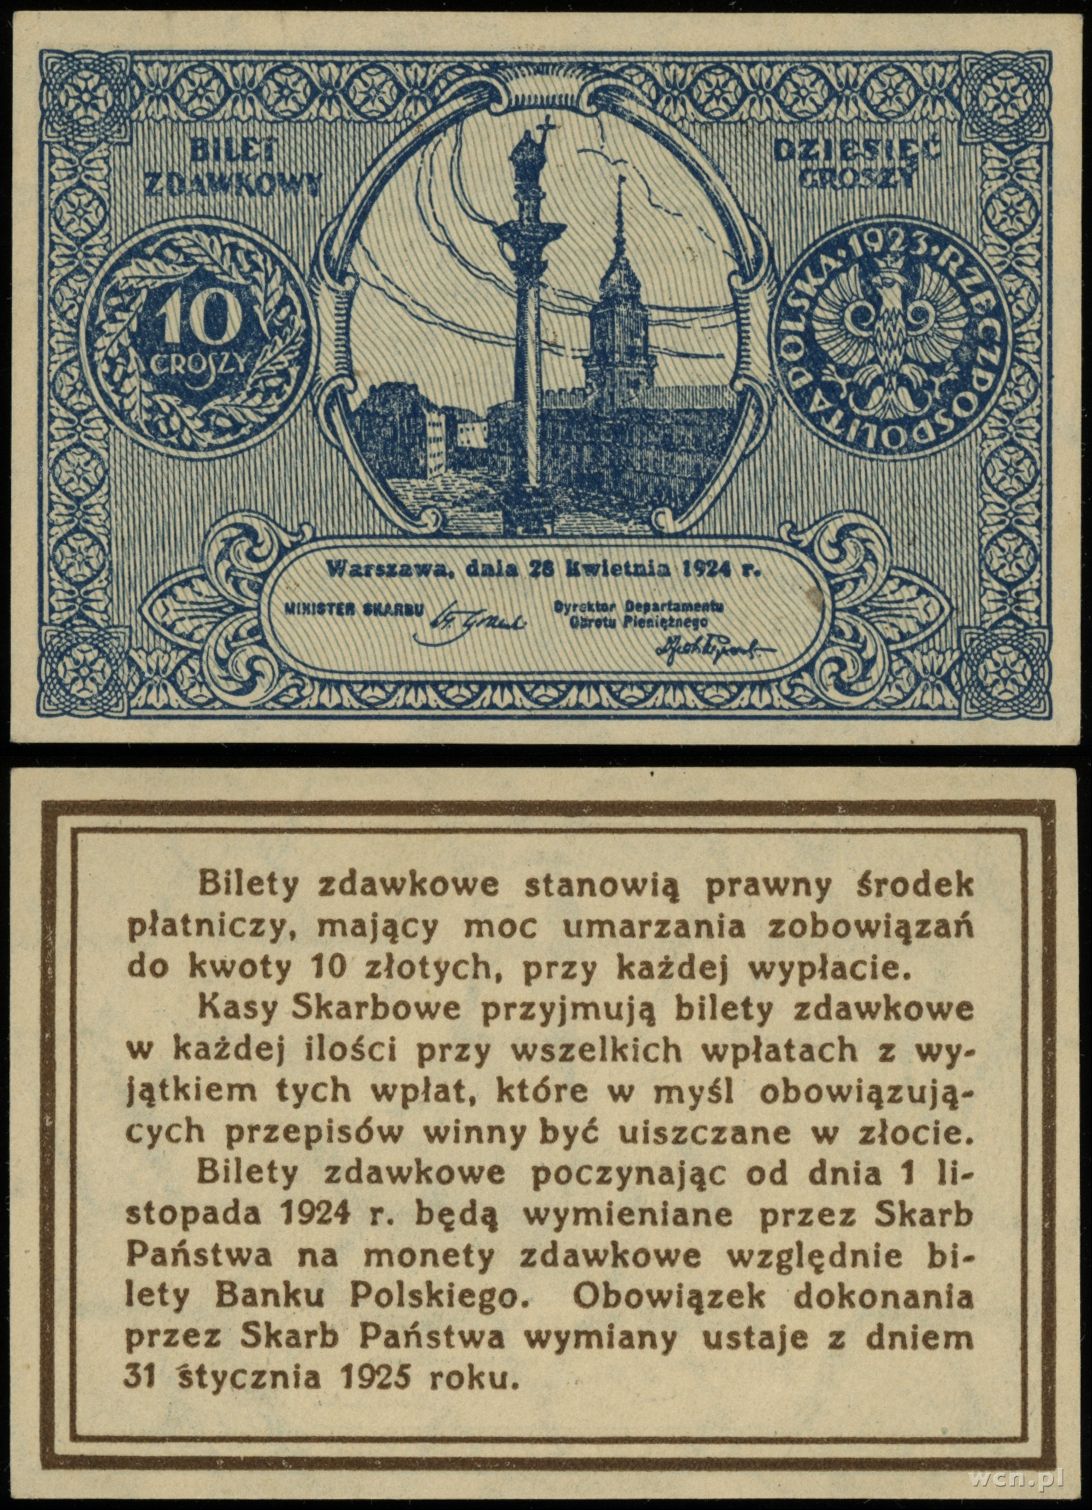 BILET
ZDAWKOWY
DZIESIĘĆ
GROSZY
10
GROSZY
1923 · RZECZPOSPOLITA POLSKA ·
Warszawa, dnia 28 Kwietnia 1924 r.
MINISTER SKARBU
Dyrektor Departamentu
Obrotu Pieniężnego
Bilety zdawkowe stanowią prawny środek
płatniczy, mający moc umarzania zobowiązań
do kwoty 10 złotych, przy każdej wypłacie.
Kasy Skarbowe przyjmują bilety zdawkowe
w każdej ilości przy wszelkich wpłatach z wy-
jątkiem tych wpłat, które w myśl obowiązują-
cych przepisów winny być uiszczane w złocie.
Bilety zdawkowe poczynając od dnia 1 li-
stopada 1924 r. będą wymieniane przez Skarb
Państwa na monety zdawkowe względnie bi-
lety Banku Polskiego. Obowiązek dokonania
przez Skarb Państwa wymiany ustaje z dniem
31 stycznia 1925 roku.
wcn.pl